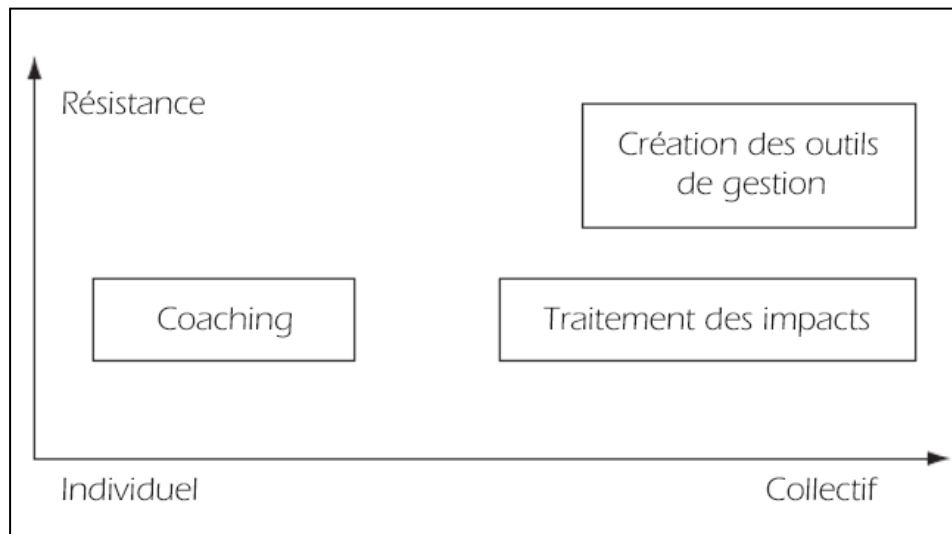 Résistance
Création des outils
de gestion
Coaching
Traitement des impacts
Individuel
Collectif